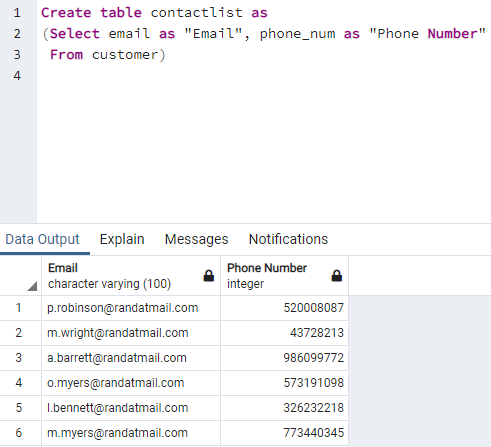 1 Create table contactlist as
2 (Select email as "Email", phone_num as "Phone Number"
3 From customer)
4
Data Output Explain Messages Notifications
Email Phone Number
character varying (100) integer
1 p.robinson@randatmail.com 520008087
2 m.wright@randatmail.com 43728213
3 a.barrett@randatmail.com 986099772
4 o.myers@randatmail.com 573191098
5 l.bennett@randatmail.com 326232218
6 m.myers@randatmail.com 773440345